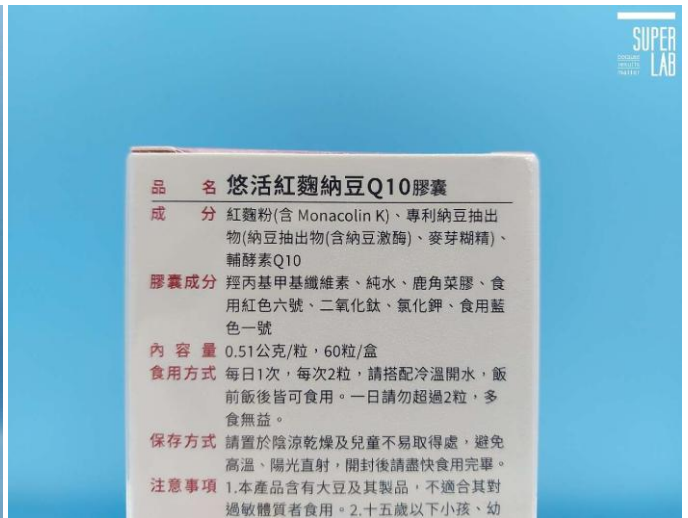 SUPER
LAB
品名 悠活紅麴納豆Q10膠囊
成分 紅麴粉(含 Monacolin K)、專利納豆抽出
物(納豆抽出物(含納豆激酶)、麥芽糊精)、
輔酵素Q10
膠囊成分 羥丙基甲基纖維素、純水、鹿角菜膠、食
用紅色六號、二氧化鈦、氯化鉀、食用藍
色一號
內容量 0.51公克/粒，60粒/盒
食用方式 每日1次，每次2粒，請搭配冷溫開水，飯
前飯後皆可食用。一日請勿超過2粒，多
食無益。
保存方式 請置於陰涼乾燥及兒童不易取得處，避免
高溫、陽光直射，開封後請盡快食用完畢。
注意事項 1.本產品含有大豆及其製品，不適合其對
過敏體質者食用。2.十五歲以下小孩、幼